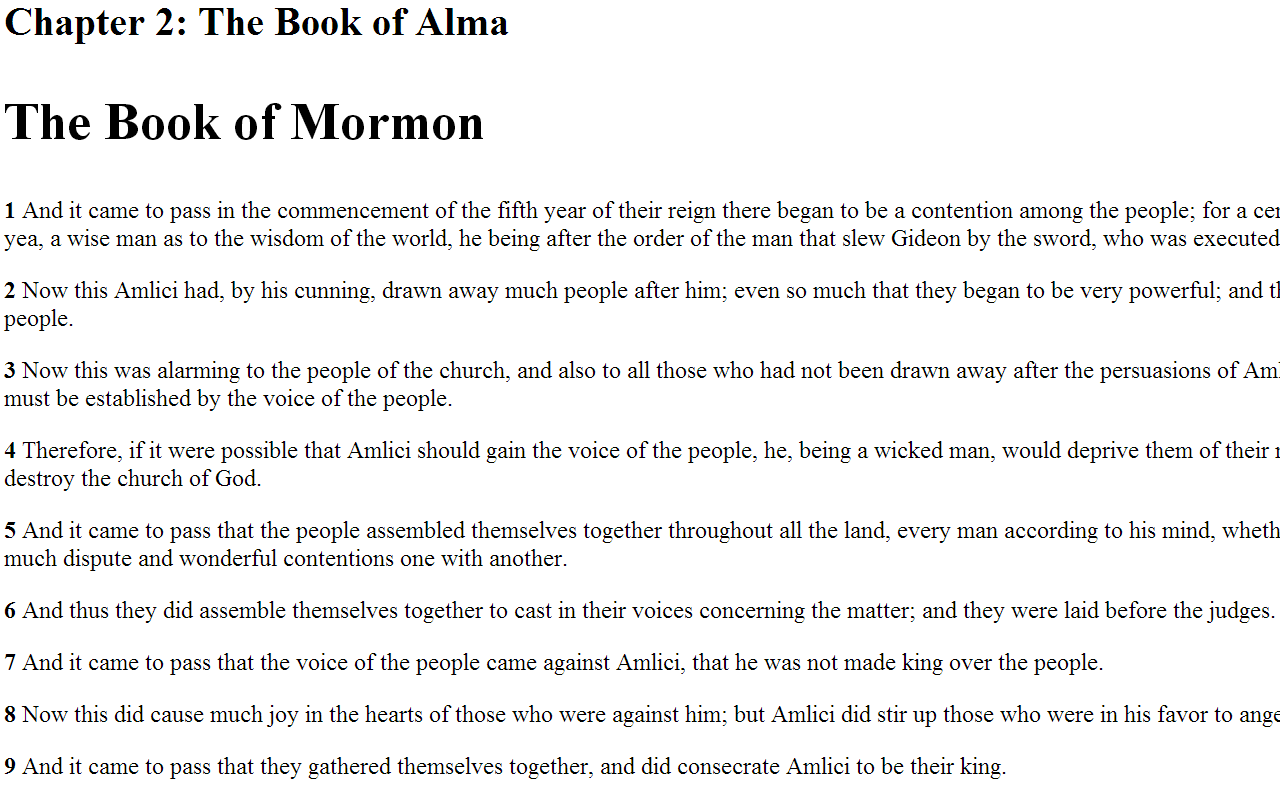 Chapter 2: The Book of Alma
The Book of Mormon
1 And it came to pass in the commencement of the fifth year of their reign there began to be a contention among the people; for a
yea, a wise man as to the wisdom of the world, he being after the order of the man that slew Gideon by the sword, who was executed
2 Now this Amlici had, by his cunning, drawn away much people after him; even so much that they began to be very powerful; and
people.
3 Now this was alarming to the people of the church, and also to all those who had not been drawn away after the persuasions of
must be established by the voice of the people.
4 Therefore, if it were possible that Amlici should gain the voice of the people, he, being a wicked man, would deprive them of their
destroy the church of God.
5 And it came to pass that the people assembled themselves together throughout all the land, every man according to his mind,
much dispute and wonderful contentions one with another.
6 And thus they did assemble themselves together to cast in their voices concerning the matter; and they were laid before the judges.
7 And it came to pass that the voice of the people came against Amlici, that he was not made king over the people.
8 Now this did cause much joy in the hearts of those who were against him; but Amlici did stir up those who were in his favor to
9 And it came to pass that they gathered themselves together, and did consecrate Amlici to be their king.